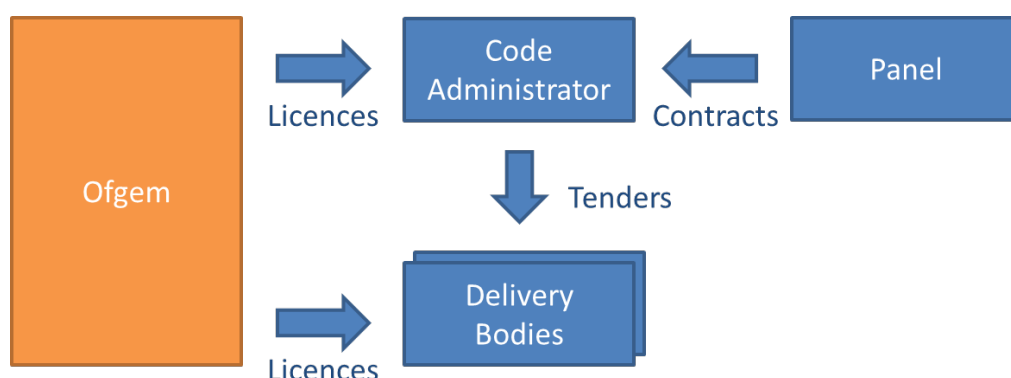 Ofgem
Licences
Code
Administrator
Contracts
Panel
Tenders
Licences
Delivery
Bodies